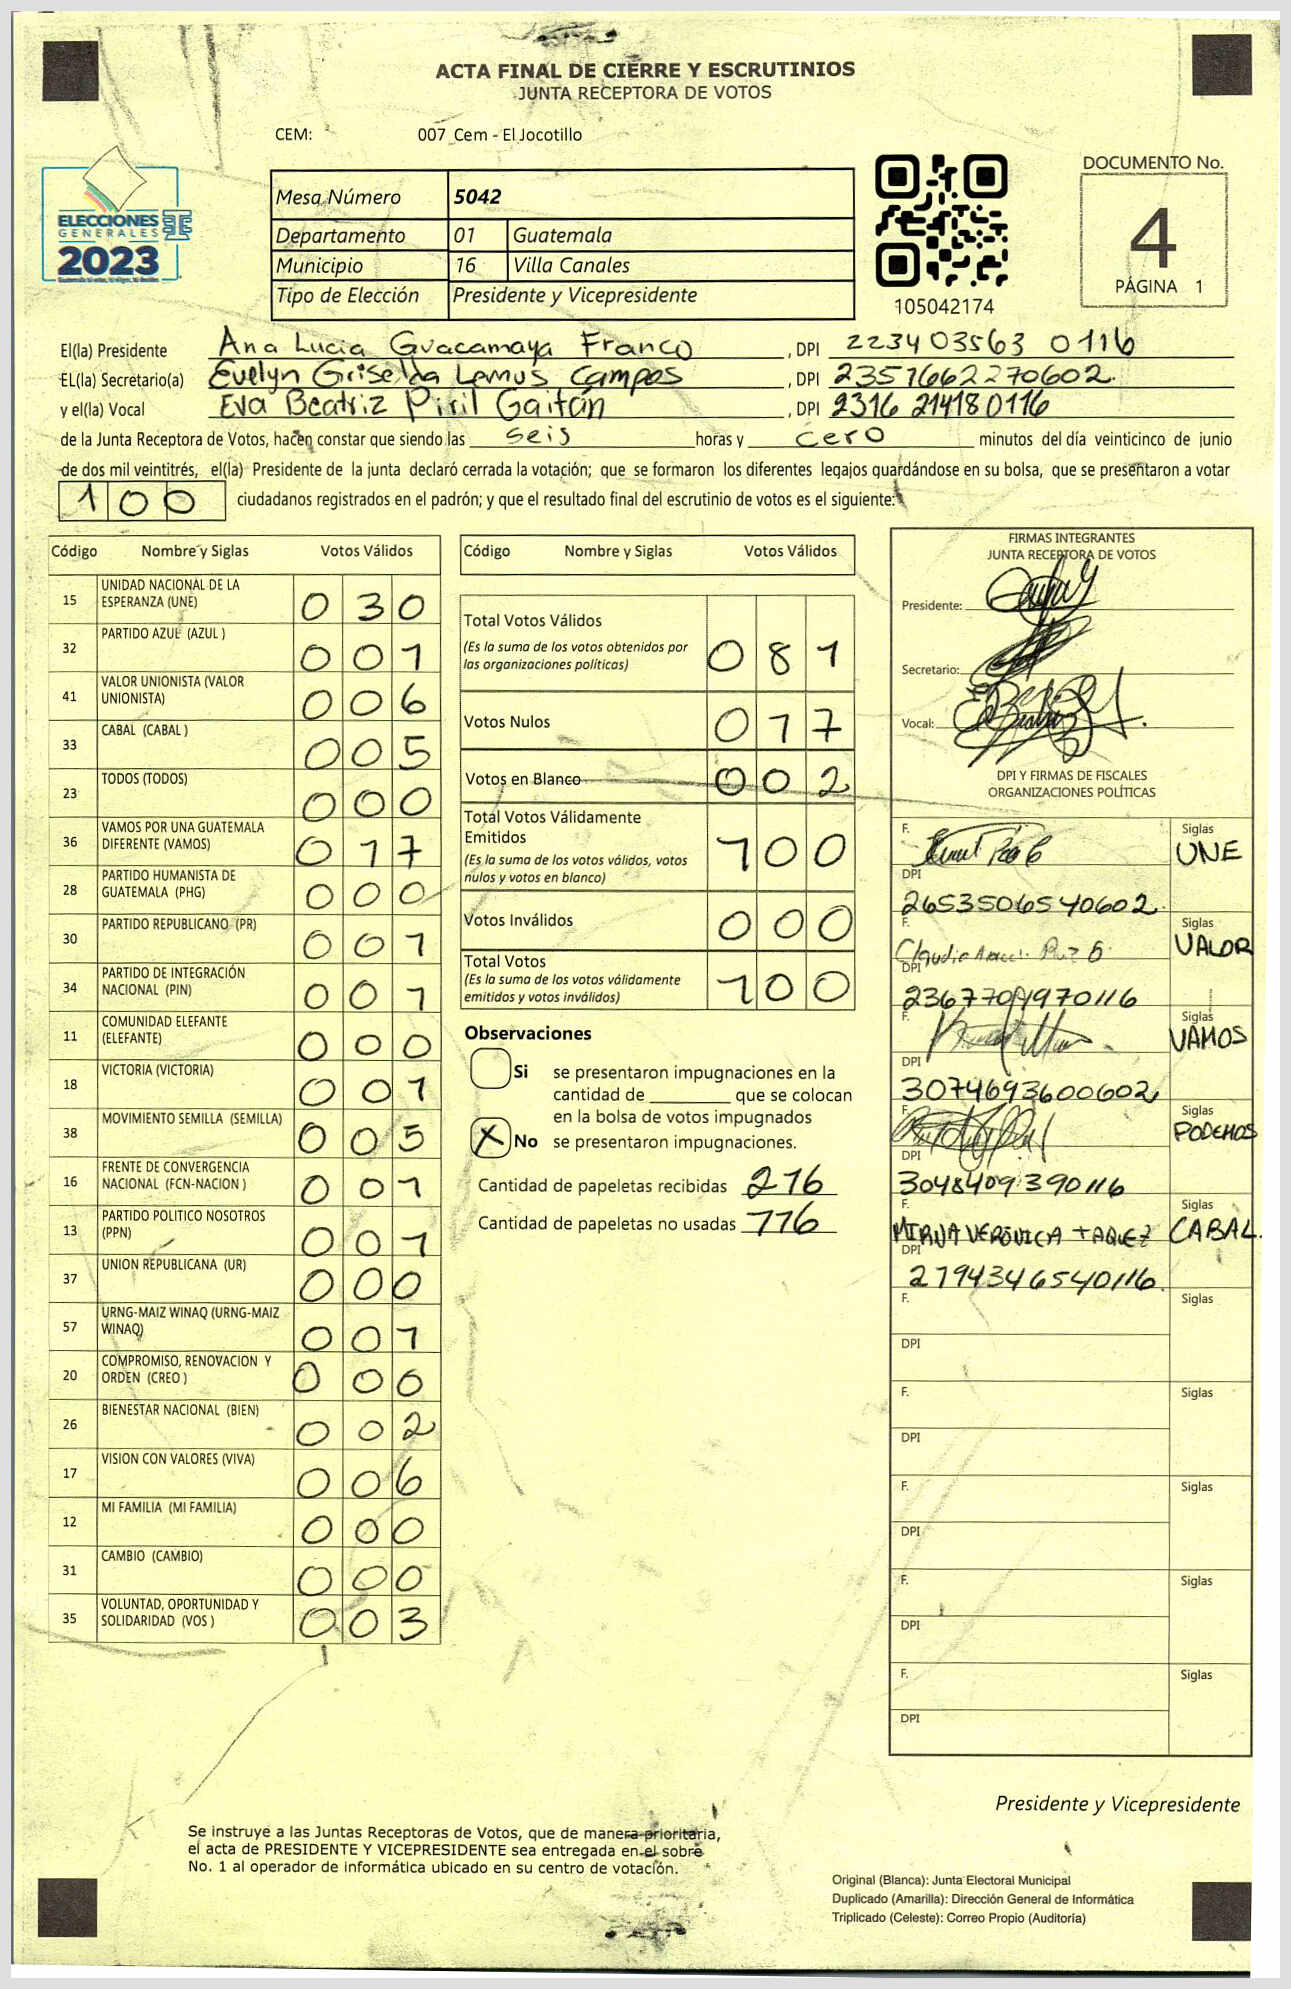 ACTA FINAL DE CIERRE Y ESCRUTINIOS
JUNTA RECEPTORA DE VOTOS
CEM: 007 Cem - El Jocotillo
ELECCIONES
GENERALES
2023
Mesa Número 5042
Departamento 01 Guatemala
Municipio 16 Villa Canales
Tipo de Elección Presidente y Vicepresidente
105042174
DOCUMENTO No.
4
PÁGINA 1
El(la) Presidente Ana Lucia Guacamaya Franco, DPI 223403563 0116
EL(la) Secretario(a) Evelyn Griselda Lemus Campos, DPI 2351662270602
y el(la) Vocal Eva Beatriz Piril Gaitán, DPI 2316 214180116
de la Junta Receptora de Votos, hacen constar que siendo las seis horas y cero minutos del día veinticinco de junio
de dos mil veintitrés, el(la) Presidente de la junta declaró cerrada la votación; que se formaron los diferentes legajos guardándose en su bolsa, que se presentaron a votar
100 ciudadanos registrados en el padrón; y que el resultado final del escrutinio de votos es el siguiente:
Código Nombre y Siglas Votos Válidos
15 UNIDAD NACIONAL DE LA ESPERANZA (UNE) 030
32 PARTIDO AZUL (AZUL ) 001
41 VALOR UNIONISTA (VALOR UNIONISTA) 006
33 CABAL (CABAL ) 005
23 TODOS (TODOS) 000
36 VAMOS POR UNA GUATEMALA DIFERENTE (VAMOS) 017
28 PARTIDO HUMANISTA DE GUATEMALA (PHG) 000
30 PARTIDO REPUBLICANO (PR) 001
34 PARTIDO DE INTEGRACIÓN NACIONAL (PIN) 001
11 COMUNIDAD ELEFANTE (ELEFANTE) 000
18 VICTORIA (VICTORIA) 001
38 MOVIMIENTO SEMILLA (SEMILLA) 005
16 FRENTE DE CONVERGENCIA NACIONAL (FCN-NACION ) 001
13 PARTIDO POLITICO NOSOTROS (PPN) 001
37 UNION REPUBLICANA (UR) 000
57 URNG-MAIZ WINAQ (URNG-MAIZ WINAQ) 001
20 COMPROMISO, RENOVACION Y ORDEN (CREO ) 000
26 BIENESTAR NACIONAL (BIEN) 002
17 VISION CON VALORES (VIVA) 006
12 MI FAMILIA (MI FAMILIA) 000
31 CAMBIO (CAMBIO) 000
35 VOLUNTAD, OPORTUNIDAD Y SOLIDARIDAD (VOS ) 003
Código Nombre y Siglas Votos Válidos
Total Votos Válidos 081
(Es la suma de los votos obtenidos por
las organizaciones políticas)
Votos Nulos 017
Votos en Blanco 002
Total Votos Válidamente
Emitidos 100
(Es la suma de los votos válidos, votos
nulos y votos en blanco)
Votos Inválidos 000
Total Votos 100
(Es la suma de los votos válidamente
emitidos y votos inválidos)
Observaciones
Si se presentaron impugnaciones en la
cantidad de ________ que se colocan
en la bolsa de votos impugnados
X No se presentaron impugnaciones.
Cantidad de papeletas recibidas 216
Cantidad de papeletas no usadas 116
FIRMAS INTEGRANTES
JUNTA RECEPTORA DE VOTOS
Presidente:
Secretario:
Vocal:
DPI Y FIRMAS DE FISCALES
ORGANIZACIONES POLÍTICAS
F. Siglas UNE
DPI 2653506540602
F. Claudia Ruiz Siglas VALOR
DPI 2367709970116
F. Siglas VAMOS
DPI 3074693600602
F. Siglas PODEMOS
DPI 3048409390116
F. MIRNA VERÓNICA TAQUEZ Siglas CABAL
DPI 2794346540116
F. Siglas
DPI
F. Siglas
DPI
F. Siglas
DPI
F. Siglas
DPI
F. Siglas
DPI
Presidente y Vicepresidente
Se instruye a las Juntas Receptoras de Votos, que de manera prioritaria,
el acta de PRESIDENTE Y VICEPRESIDENTE sea entregada en el sobre
No. 1 al operador de informática ubicado en su centro de votación.
Original (Blanca): Junta Electoral Municipal
Duplicado (Amarilla): Dirección General de Informática
Triplicado (Celeste): Correo Propio (Auditoría)